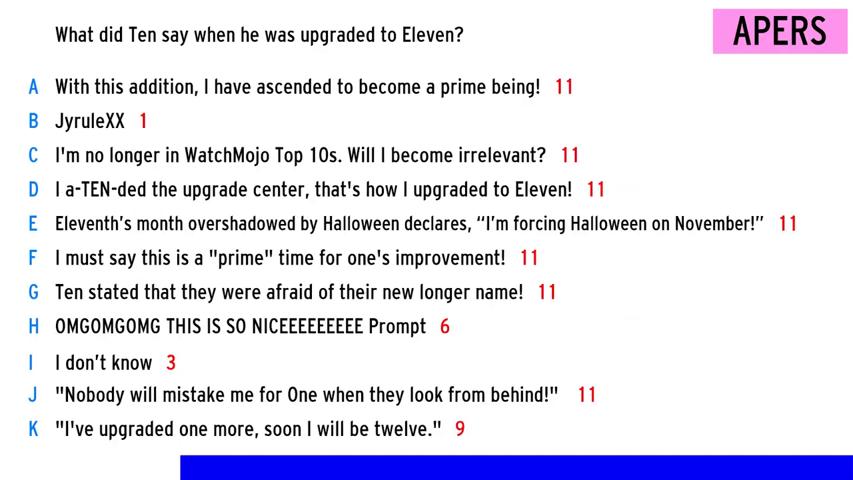 What did Ten say when he was upgraded to Eleven?
APERS
A With this addition, I have ascended to become a prime being! 11
B JyruleXX 1
C I'm no longer in WatchMojo Top 10s. Will I become irrelevant? 11
D I a-TEN-ded the upgrade center, that's how I upgraded to Eleven! 11
E Eleventh's month overshadowed by Halloween declares, “I'm forcing Halloween on November!” 11
F I must say this is a "prime" time for one's improvement! 11
G Ten stated that they were afraid of their new longer name! 11
H OMGOMGOMG THIS IS SO NICEEEEEEEEE Prompt 6
I I don’t know 3
J "Nobody will mistake me for One when they look from behind!" 11
K "I've upgraded one more, soon I will be twelve." 9